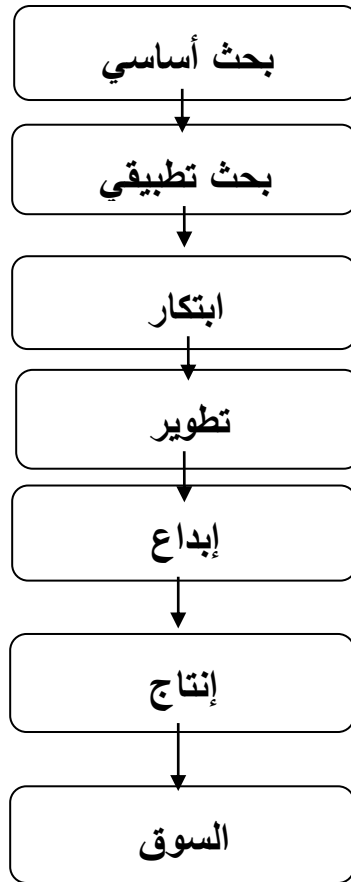 بحث أساسي
بحث تطبيقي
ابتكار
تطوير
إبداع
إنتاج
السوق